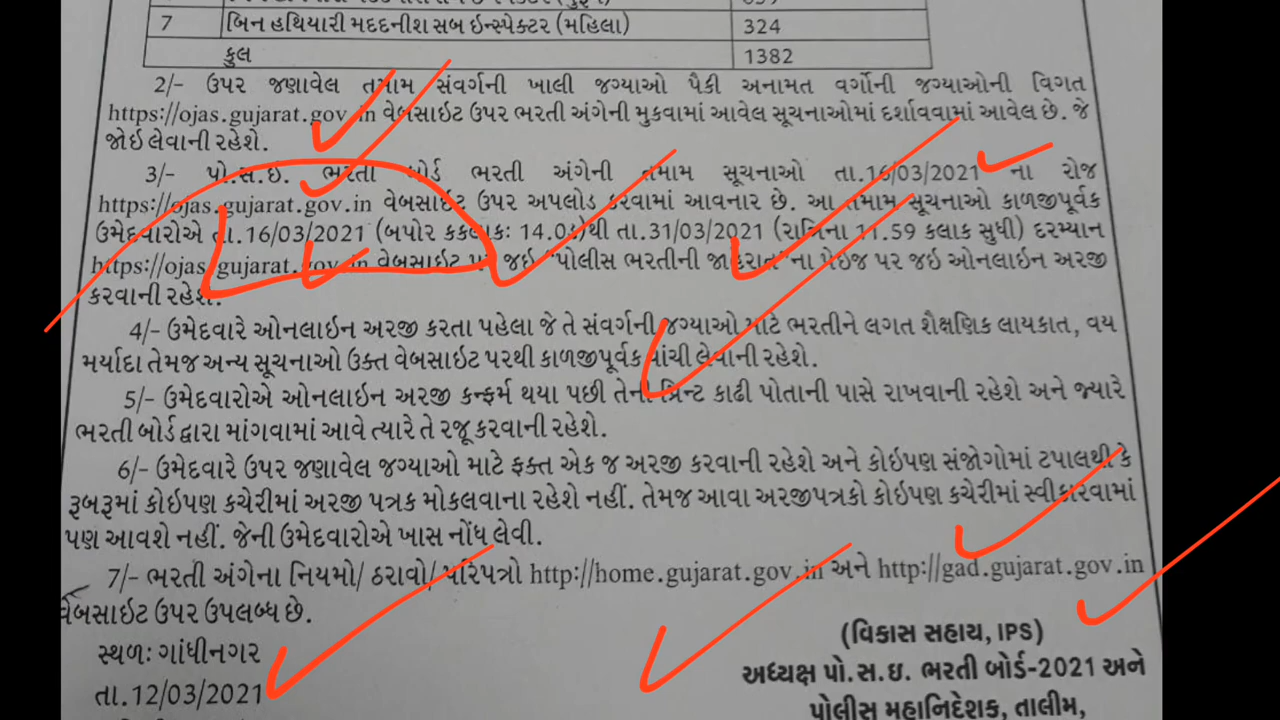 7 બિન હથિયારી મદદનીશ સબ ઇન્સ્પેક્ટર (મહિલા) 324
કુલ 1382
2/- ઉપર જણાવેલ તમામ સંવર્ગની ખાલી જગ્યાઓ પૈકી અનામત વર્ગોની જગ્યાઓની વિગત
https://ojas.gujarat.gov.in વેબસાઇટ ઉપર ભરતી અંગેની મુકવામાં આવેલ સૂચનાઓમાં દર્શાવવામાં આવેલ છે. જે
જોઇ લેવાની રહેશે.
3/- પો.સ.ઇ. ભરતી બોર્ડ ભરતી અંગેની તમામ સૂચનાઓ તા.16/03/2021 ના રોજ
https://ojas.gujarat.gov.in વેબસાઇટ ઉપર અપલોડ કરવામાં આવનાર છે. આ તમામ સૂચનાઓ કાળજીપૂર્વક
ઉમેદવારોએ તા.16/03/2021 (બપોર કકલાકઃ 14.0 )થી તા.31/03/2021 (રાત્રિના 11.59 કલાક સુધી) દરમ્યાન
https://ojas.gujarat.gov.in વેબસાઈટ પર જઇ "પોલીસ ભરતીની જાહેરાત" ના પેઇજ પર જઇ ઓનલાઇન અરજી
કરવાની રહેશે.
4/- ઉમેદવારે ઓનલાઇન અરજી કરતા પહેલા જે તે સંવર્ગની જગ્યાઓ માટે ભરતીને લગત શૈક્ષણિક લાયકાત, વય
મર્યાદા તેમજ અન્ય સૂચનાઓ ઉક્ત વેબસાઇટ પરથી કાળજીપૂર્વક વાંચી લેવાની રહેશે.
5/- ઉમેદવારોએ ઓનલાઇન અરજી કન્ફર્મ થયા પછી તેની પ્રિન્ટ કાઢી પોતાની પાસે રાખવાની રહેશે અને જ્યારે
ભરતી બોર્ડ દ્વારા માંગવામાં આવે ત્યારે તે રજૂ કરવાની રહેશે.
6/- ઉમેદવારે ઉપર જણાવેલ જગ્યાઓ માટે ફક્ત એક જ અરજી કરવાની રહેશે અને કોઇપણ સંજોગોમાં ટપાલથી કે
રૂબરૂમાં કોઇપણ કચેરીમાં અરજી પત્રક મોકલવાના રહેશે નહીં. તેમજ આવા અરજીપત્રકો કોઇપણ કચેરીમાં સ્વીકારવામાં
પણ આવશે નહીં. જેની ઉમેદવારોએ ખાસ નોંધ લેવી.
7/- ભરતી અંગેના નિયમો/ ઠરાવો/ પરિપત્રો http://home.gujarat.gov.in અને http://gad.gujarat.gov.in
વેબસાઇટ ઉપર ઉપલબ્ધ છે.
સ્થળઃ ગાંધીનગર
તા.12/03/2021
(વિકાસ સહાય, IPS)
અધ્યક્ષ પો.સ.ઇ. ભરતી બોર્ડ-2021 અને
પોલીસ મહાનિદેશક, તાલીમ,